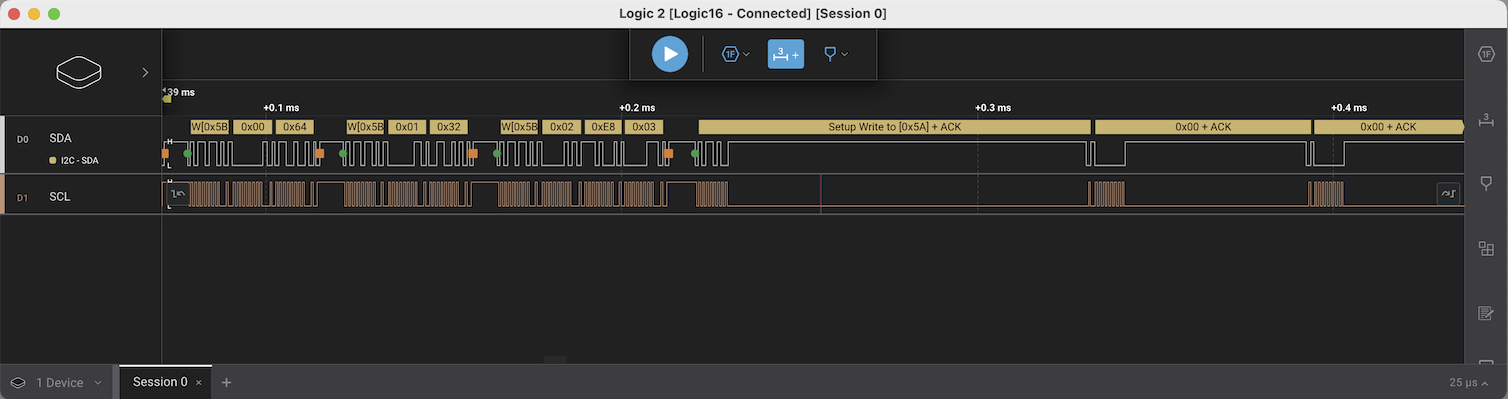 Logic 2 [Logic16 - Connected] [Session 0]
1F
3
+
1F
39 ms
+0.1 ms +0.2 ms +0.3 ms +0.4 ms
3
D0 SDA
W[0x5B 0x00 0x64 W[0x5B 0x01 0x32 W[0x5B 0x02 0xE8 0x03 Setup Write to [0x5A] + ACK 0x00 + ACK 0x00 + ACK
H
L
I2C - SDA
D1 SCL
H
L
1 Device Session 0 × + 25 µs